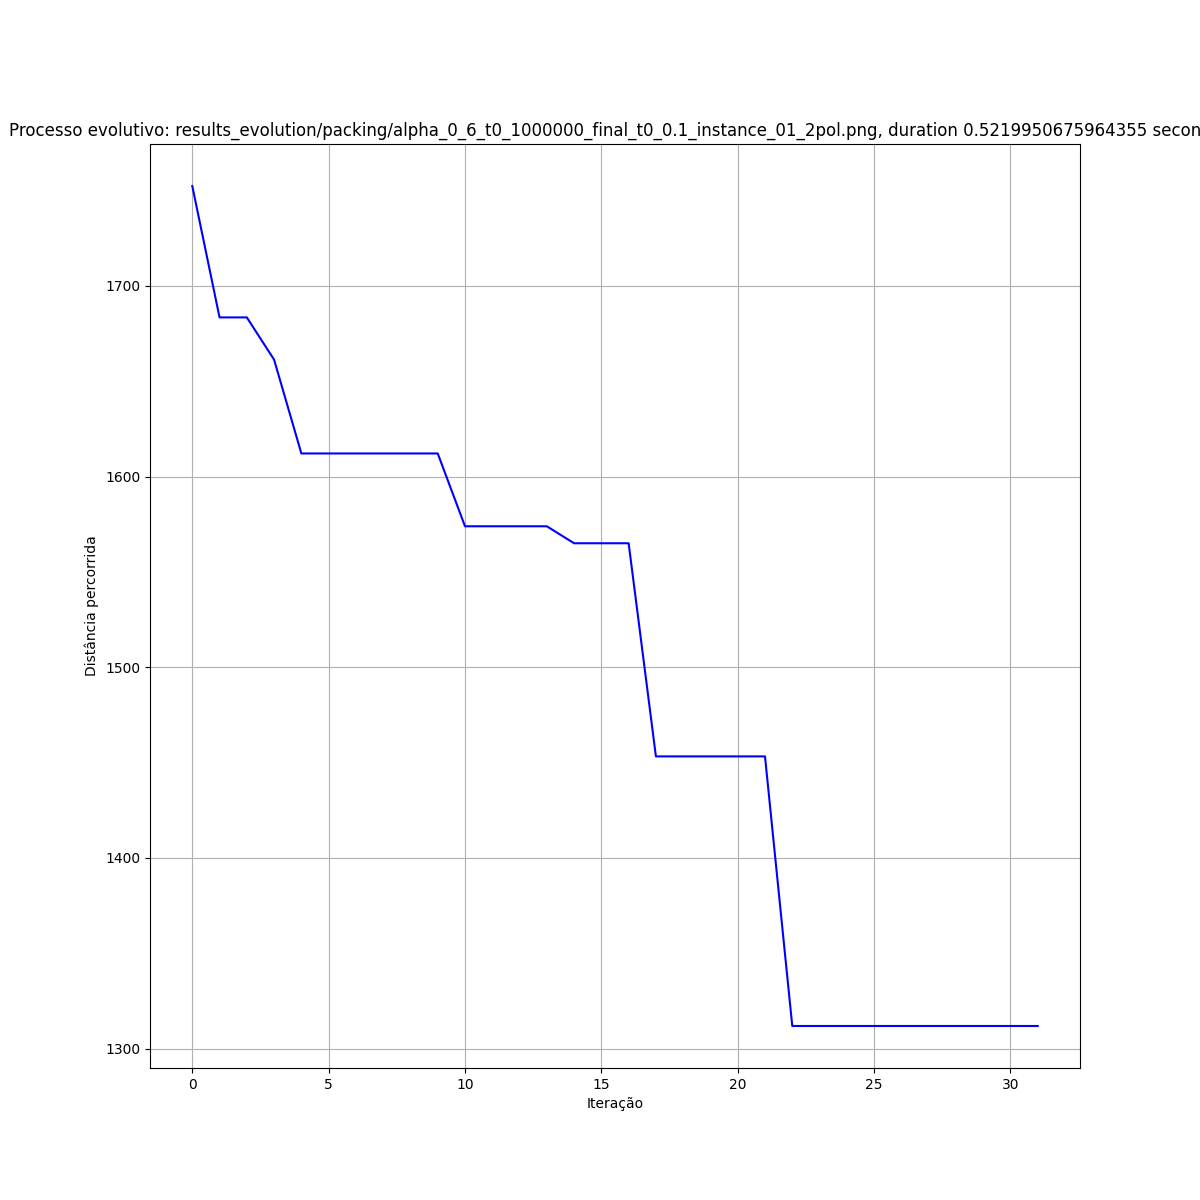 Processo evolutivo: results_evolution/packing/alpha_0_6_t0_1000000_final_t0_0.1_instance_01_2pol.png, duration 0.5219950675964355 secon
1700
1600
1500
1400
1300
Distância percorrida
0 5 10 15 20 25 30
Iteração